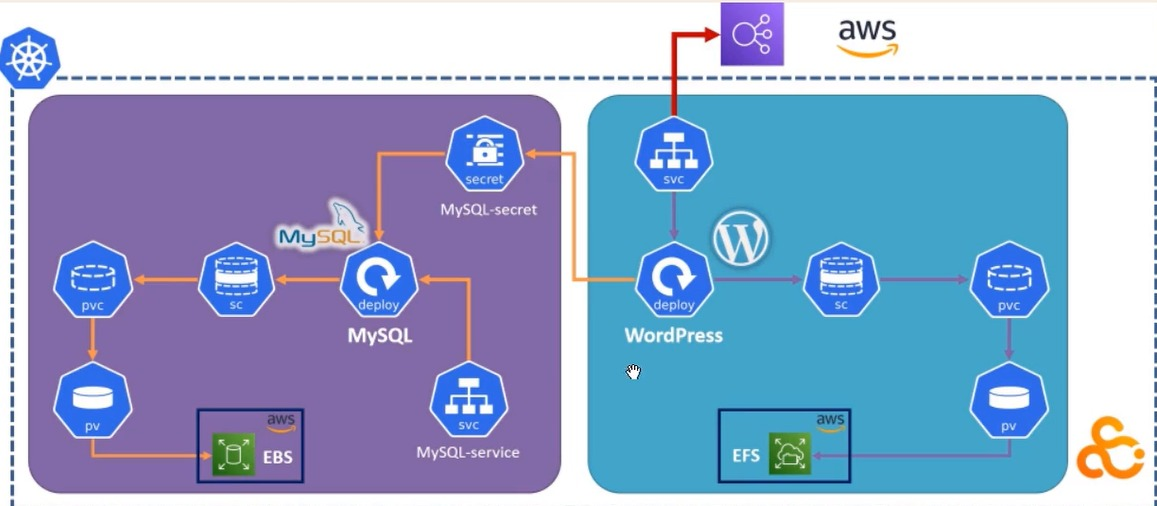 aws
secret
MySQL-secret
svc
MySQL
pvc
sc
deploy
MySQL
deploy
WordPress
sc
pvc
pv
aws
EBS
svc
MySQL-service
EFS
aws
pv